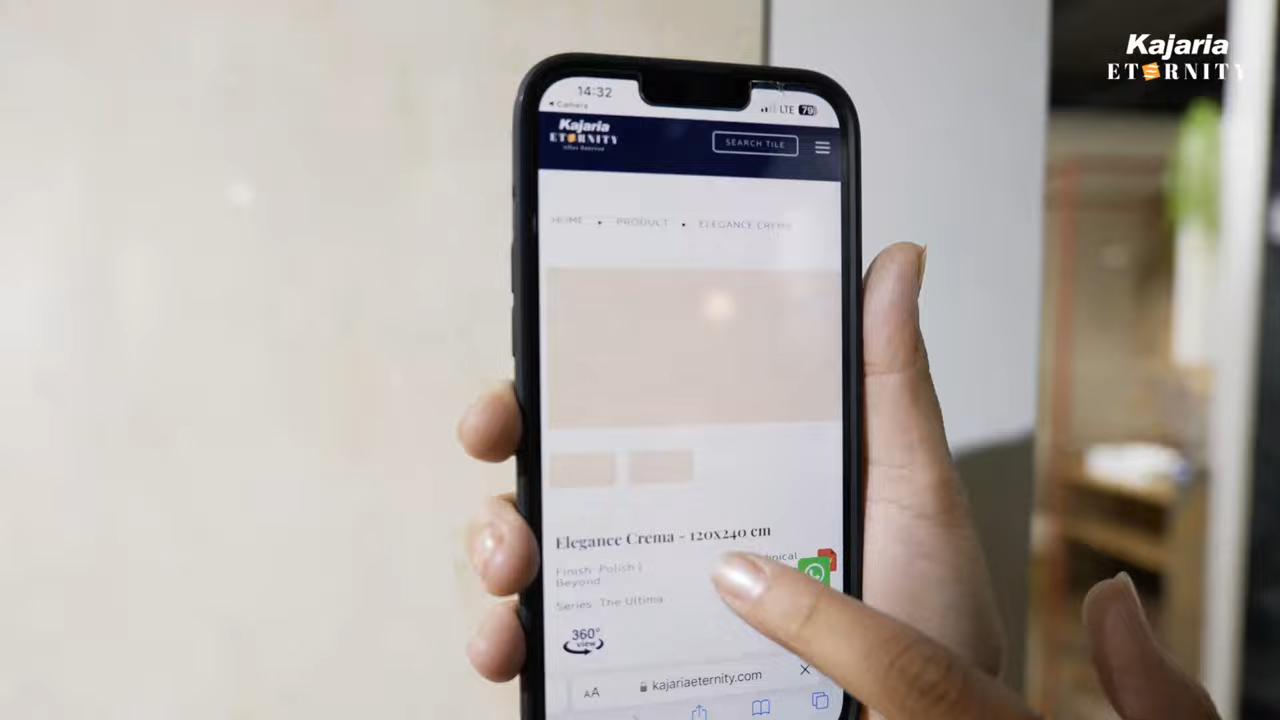 Kajaria
ETERNITY
14:32
Camera
LTE 79
Kajaria
ETERNITY
SEARCH TILE
HOME • PRODUCT • ELEGANCE CREMA
Elegance Crema - 120x240 cm
Finish: Polish |
Beyond
Series: The Ultima
360°
view
AA kajariaeternity.com